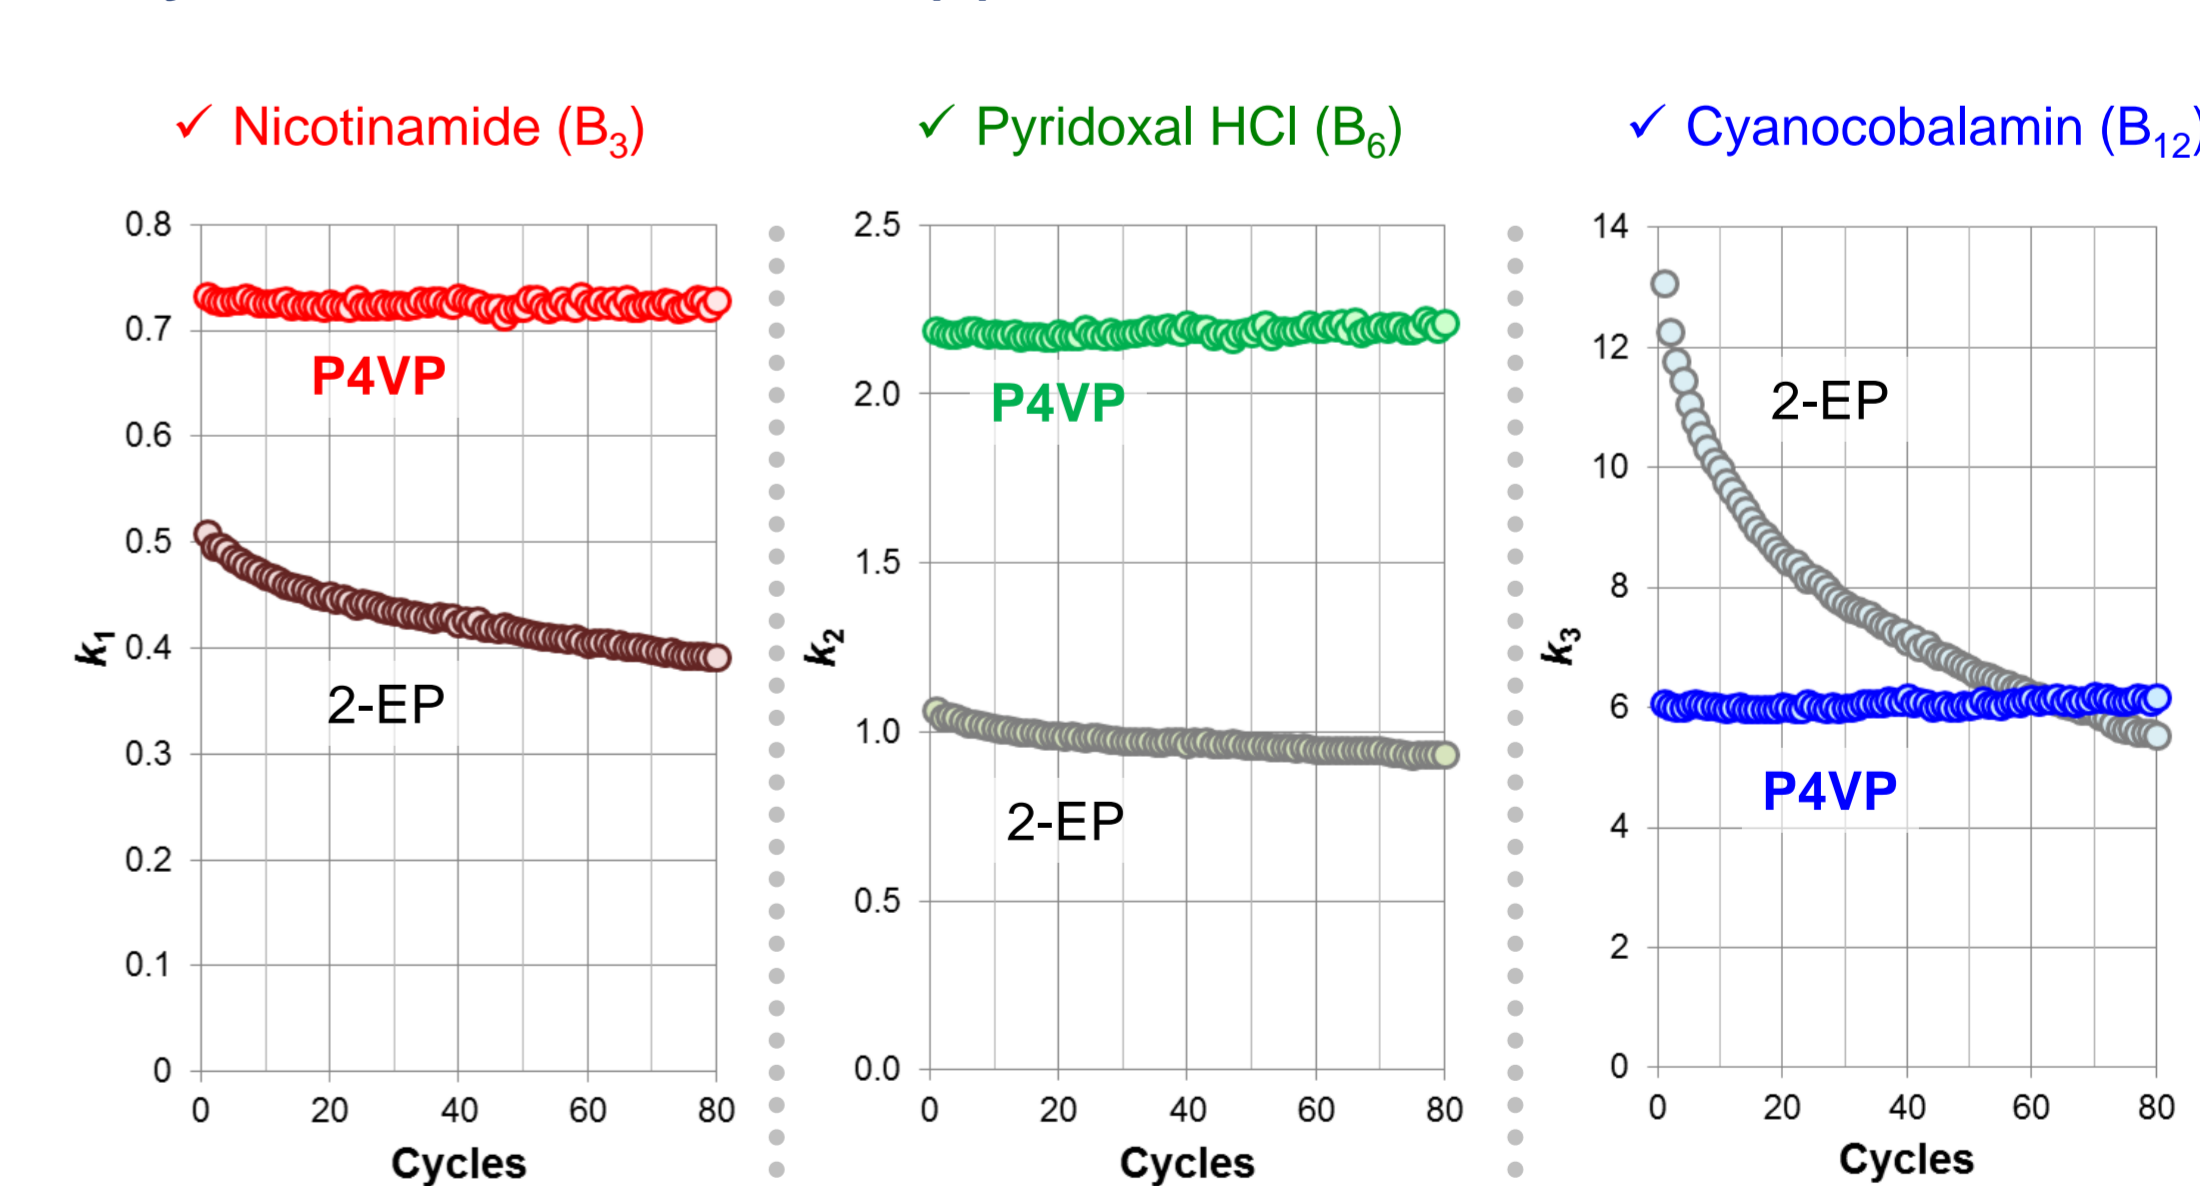 ✓ Nicotinamide (B3)
0.8
0.7
0.6
0.5
0.4
0.3
0.2
0.1
0
k1
P4VP
2-EP
0 20 40 60 80
Cycles
✓ Pyridoxal HCl (B6)
2.5
2.0
1.5
1.0
0.5
0.0
k2
P4VP
2-EP
0 20 40 60 80
Cycles
✓ Cyanocobalamin (B12)
14
12
10
8
6
4
2
0
k3
2-EP
P4VP
0 20 40 60 80
Cycles